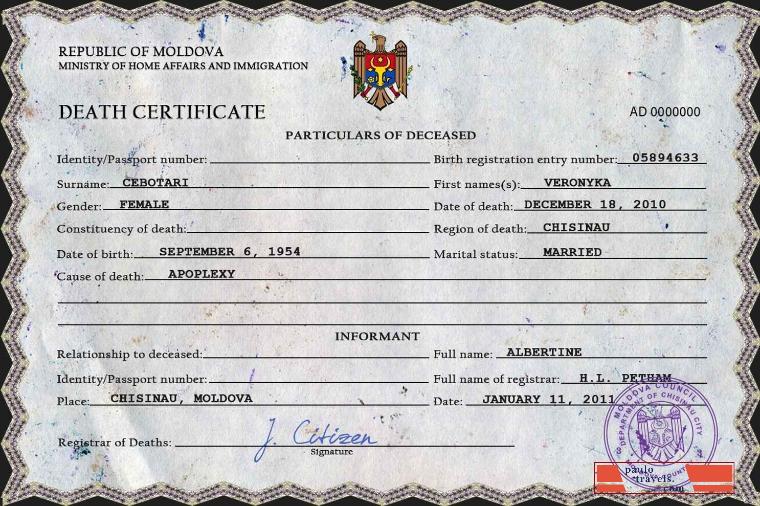 REPUBLIC OF MOLDOVA
MINISTRY OF HOME AFFAIRS AND IMMIGRATION
DEATH CERTIFICATE
AD 0000000
PARTICULARS OF DECEASED
Identity/Passport number: Birth registration entry number: 05894633
Surname: CEBOTARI First names(s): VERONYKA
Gender: FEMALE Date of death: DECEMBER 18, 2010
Constituency of death: Region of death: CHISINAU
Date of birth: SEPTEMBER 6, 1954 Marital status: MARRIED
Cause of death: APOPLEXY
INFORMANT
Relationship to deceased: Full name: ALBERTINE
Identity/Passport number: Full name of registrar: H.L. PETHAM
Place: CHISINAU, MOLDOVA Date: JANUARY 11, 2011
Registrar of Deaths: J. Citizen
Signature
MOLDOVA COUNCIL
DEPARTMENT OF CHISINAU CITY
paulo
travels.
com